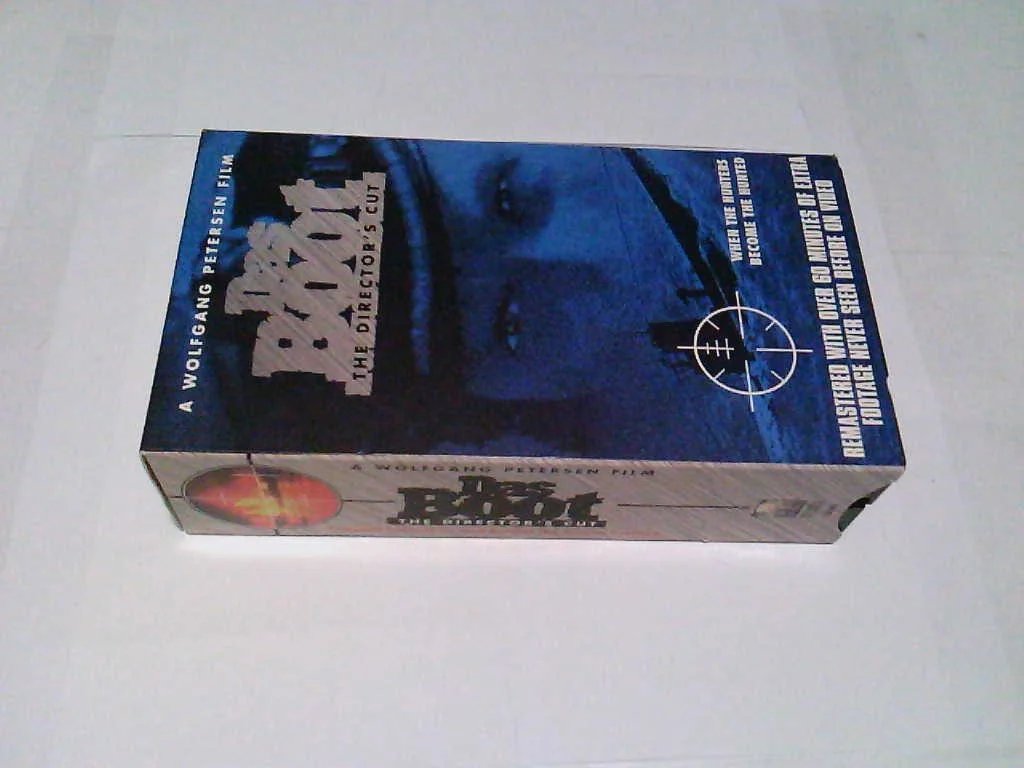 A WOLFGANG PETERSEN FILM
Das
Boot
THE DIRECTOR'S CUT
WHEN THE HUNTERS
BECOME THE HUNTED
REMASTERED WITH OVER 60 MINUTES OF EXTRA
FOOTAGE NEVER SEEN BEFORE ON VIDEO
A WOLFGANG PETERSEN FILM
Das
Boot
THE DIRECTOR'S CUT